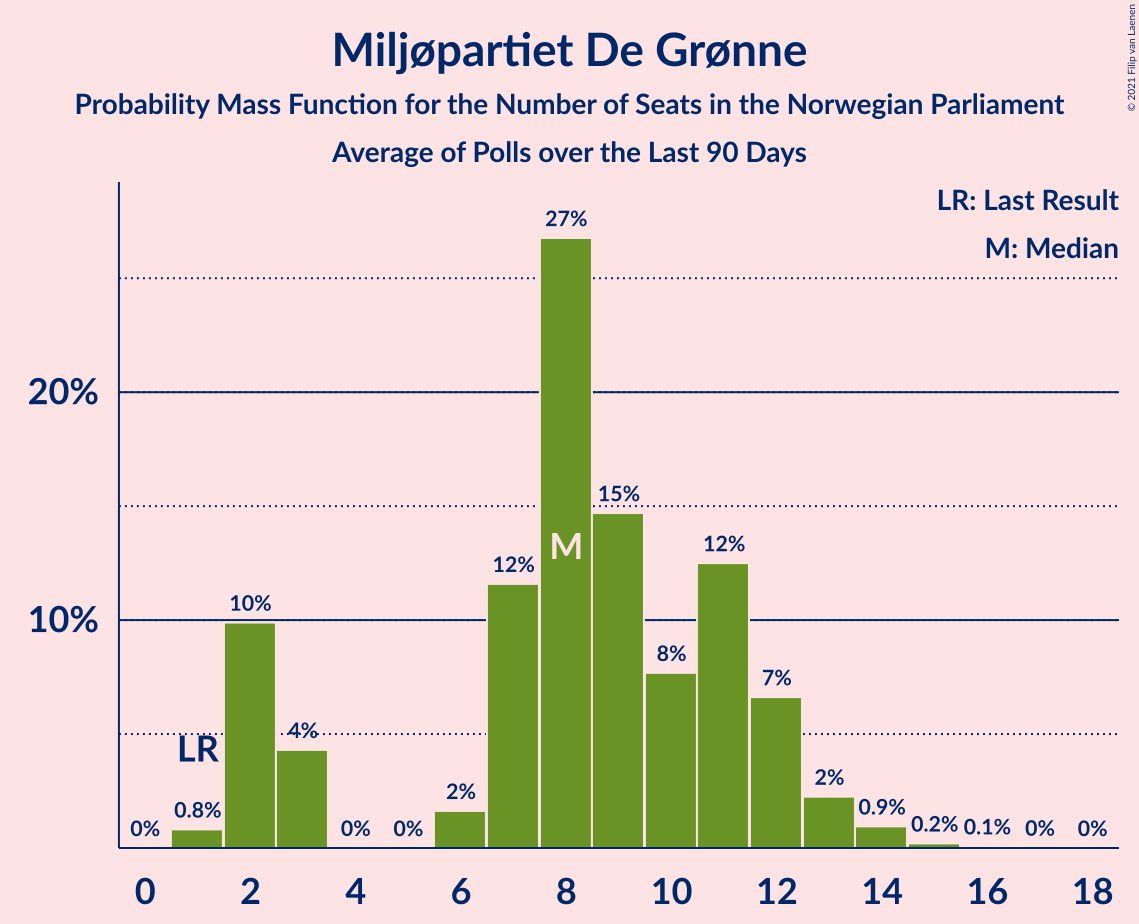 Miljøpartiet De Grønne
Probability Mass Function for the Number of Seats in the Norwegian Parliament
Average of Polls over the Last 90 Days
© 2021 Filip van Laenen
LR: Last Result
M: Median
27%
20%
15%
M
12%
12%
10%
10%
8%
7%
4%
LR
2%
2%
0.8%
0.9%
0%
0%
0%
0.2%
0.1%
0%
0%
0 2 4 6 8 10 12 14 16 18